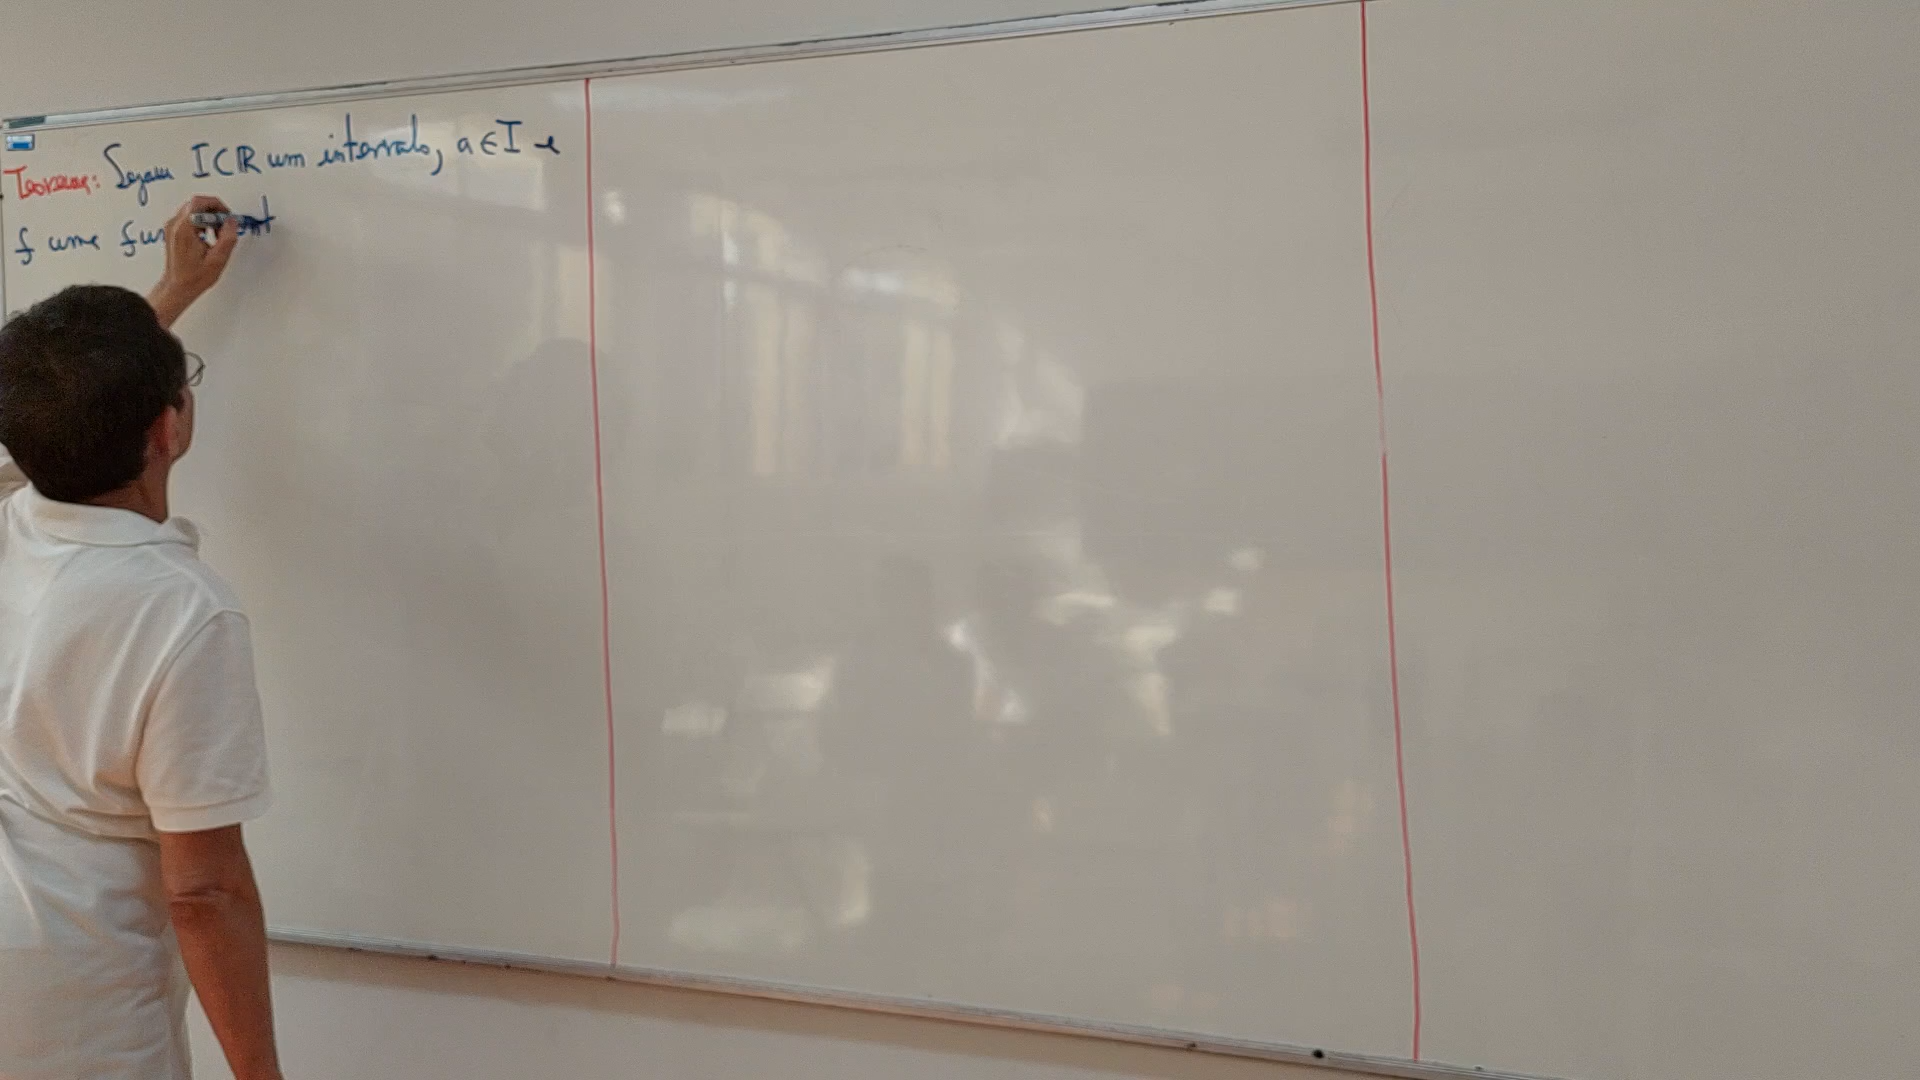 Teorema: Sejam I⊂ℝ um intervalo, a∈I e
f uma